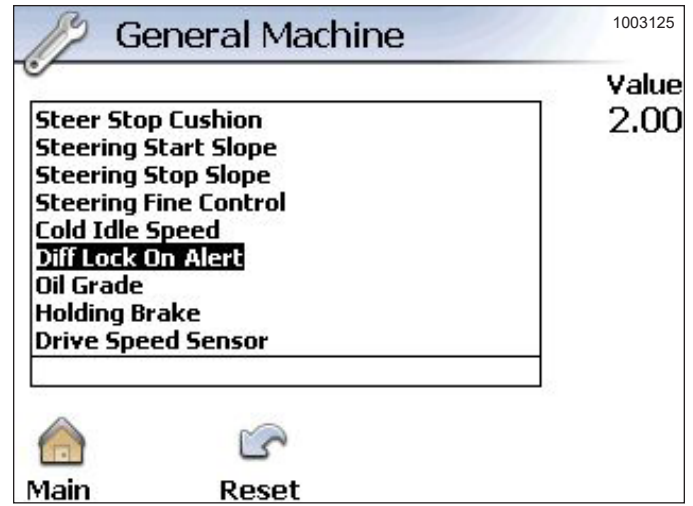 General Machine
1003125
Value
2.00
Steer Stop Cushion
Steering Start Slope
Steering Stop Slope
Steering Fine Control
Cold Idle Speed
Diff Lock On Alert
Oil Grade
Holding Brake
Drive Speed Sensor
Main
Reset